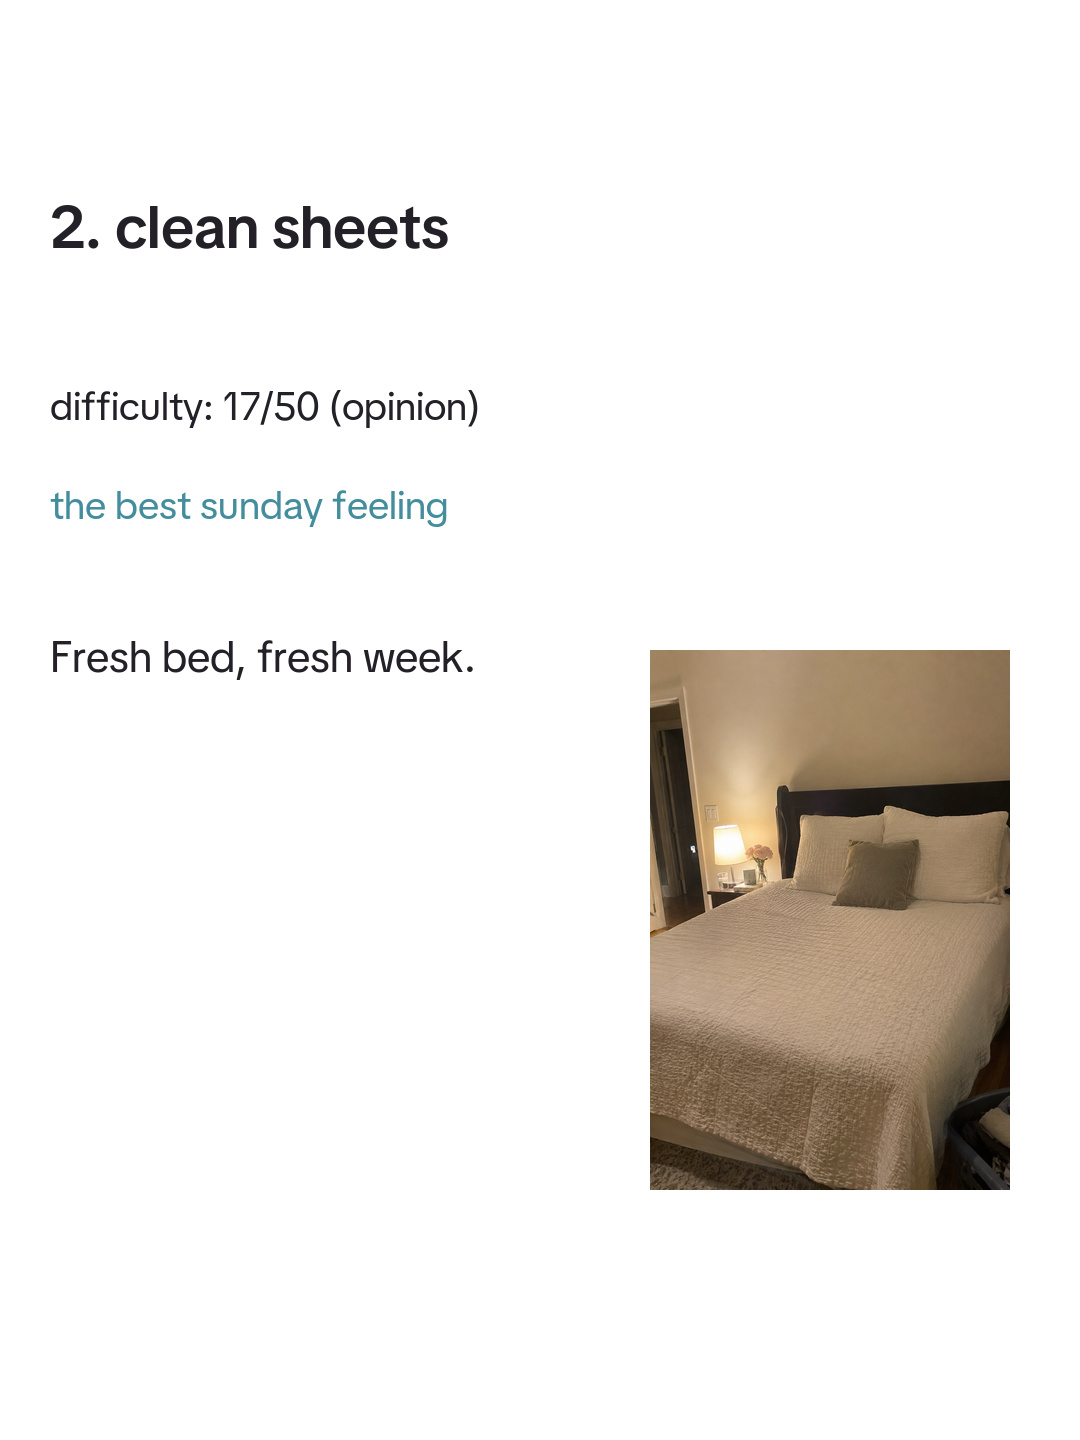 2. clean sheets
difficulty: 17/50 (opinion)
the best sunday feeling
Fresh bed, fresh week.